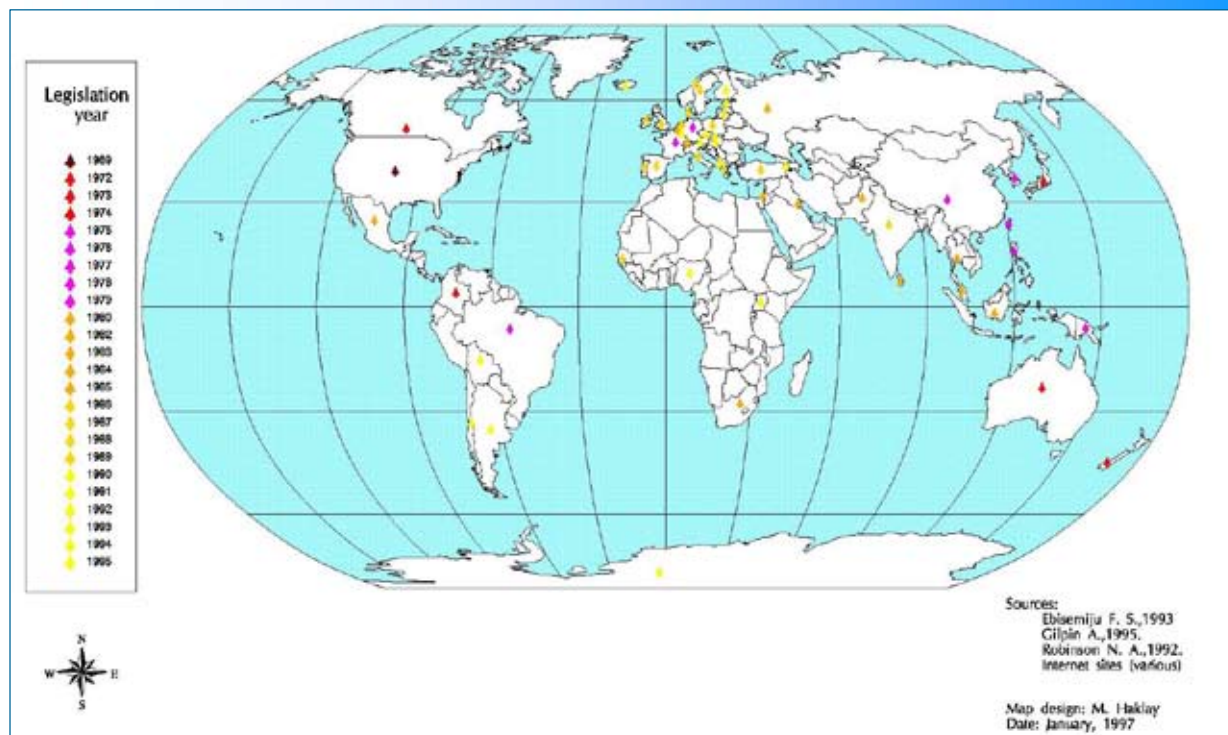 Legislation
year
1969
1972
1973
1974
1975
1976
1977
1978
1979
1980
1982
1983
1984
1985
1986
1987
1988
1989
1990
1991
1992
1993
1994
1995
N
W E
S
Sources:
Ebisemiju F. S.,1993
Gilpin A.,1995.
Robinson N. A.,1992.
Internet sites (various)
Map design: M. Haklay
Date: January, 1997